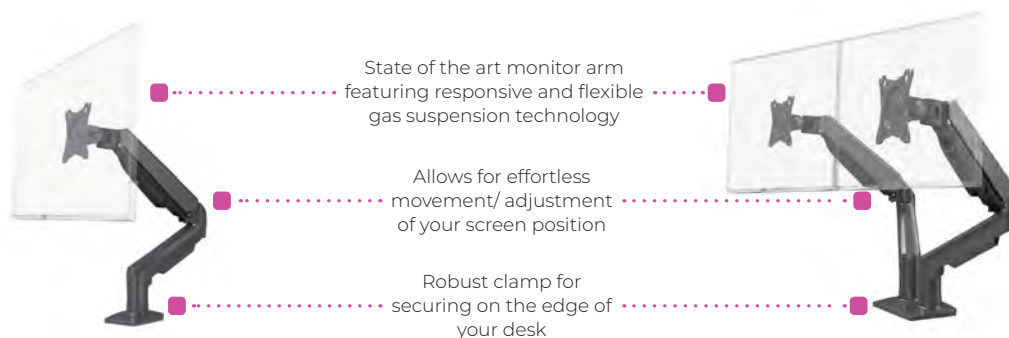 State of the art monitor arm
featuring responsive and flexible
gas suspension technology
Allows for effortless
movement/ adjustment
of your screen position
Robust clamp for
securing on the edge of
your desk